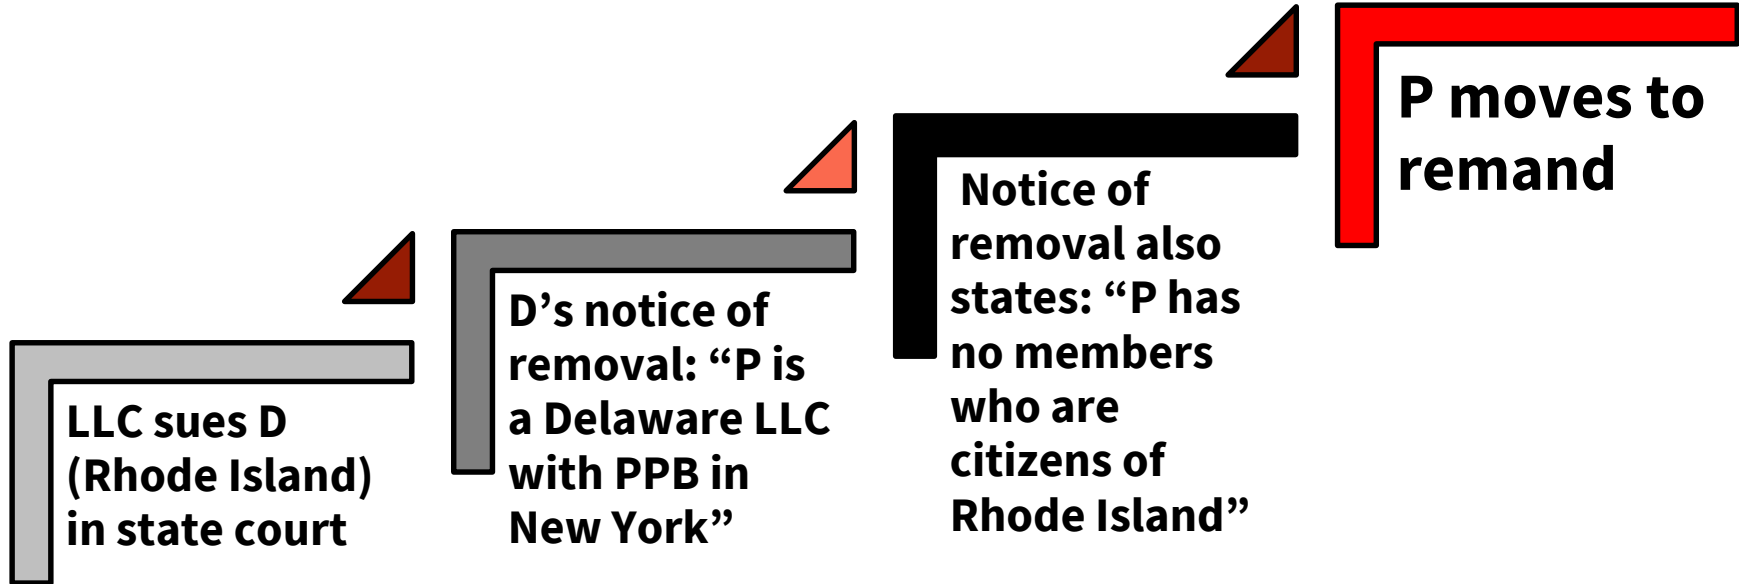 LLC sues D
(Rhode Island)
in state court
D’s notice of
removal: “P is
a Delaware LLC
with PPB in
New York”
Notice of
removal also
states: “P has
no members
who are
citizens of
Rhode Island”
P moves to
remand